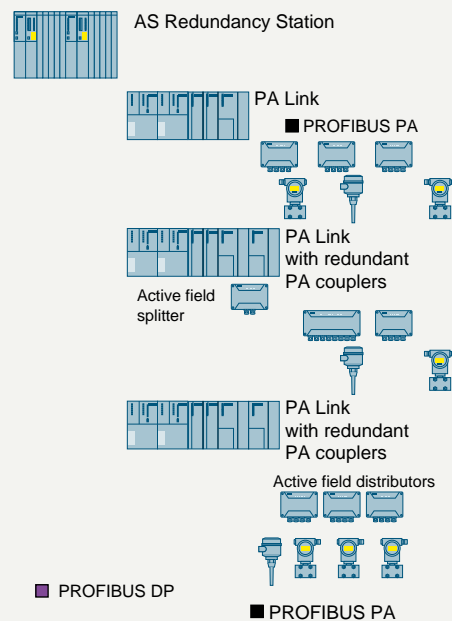 AS Redundancy Station
PA Link
PROFIBUS PA
PA Link
with redundant
PA couplers
Active field
splitter
PA Link
with redundant
PA couplers
Active field distributors
PROFIBUS DP
PROFIBUS PA